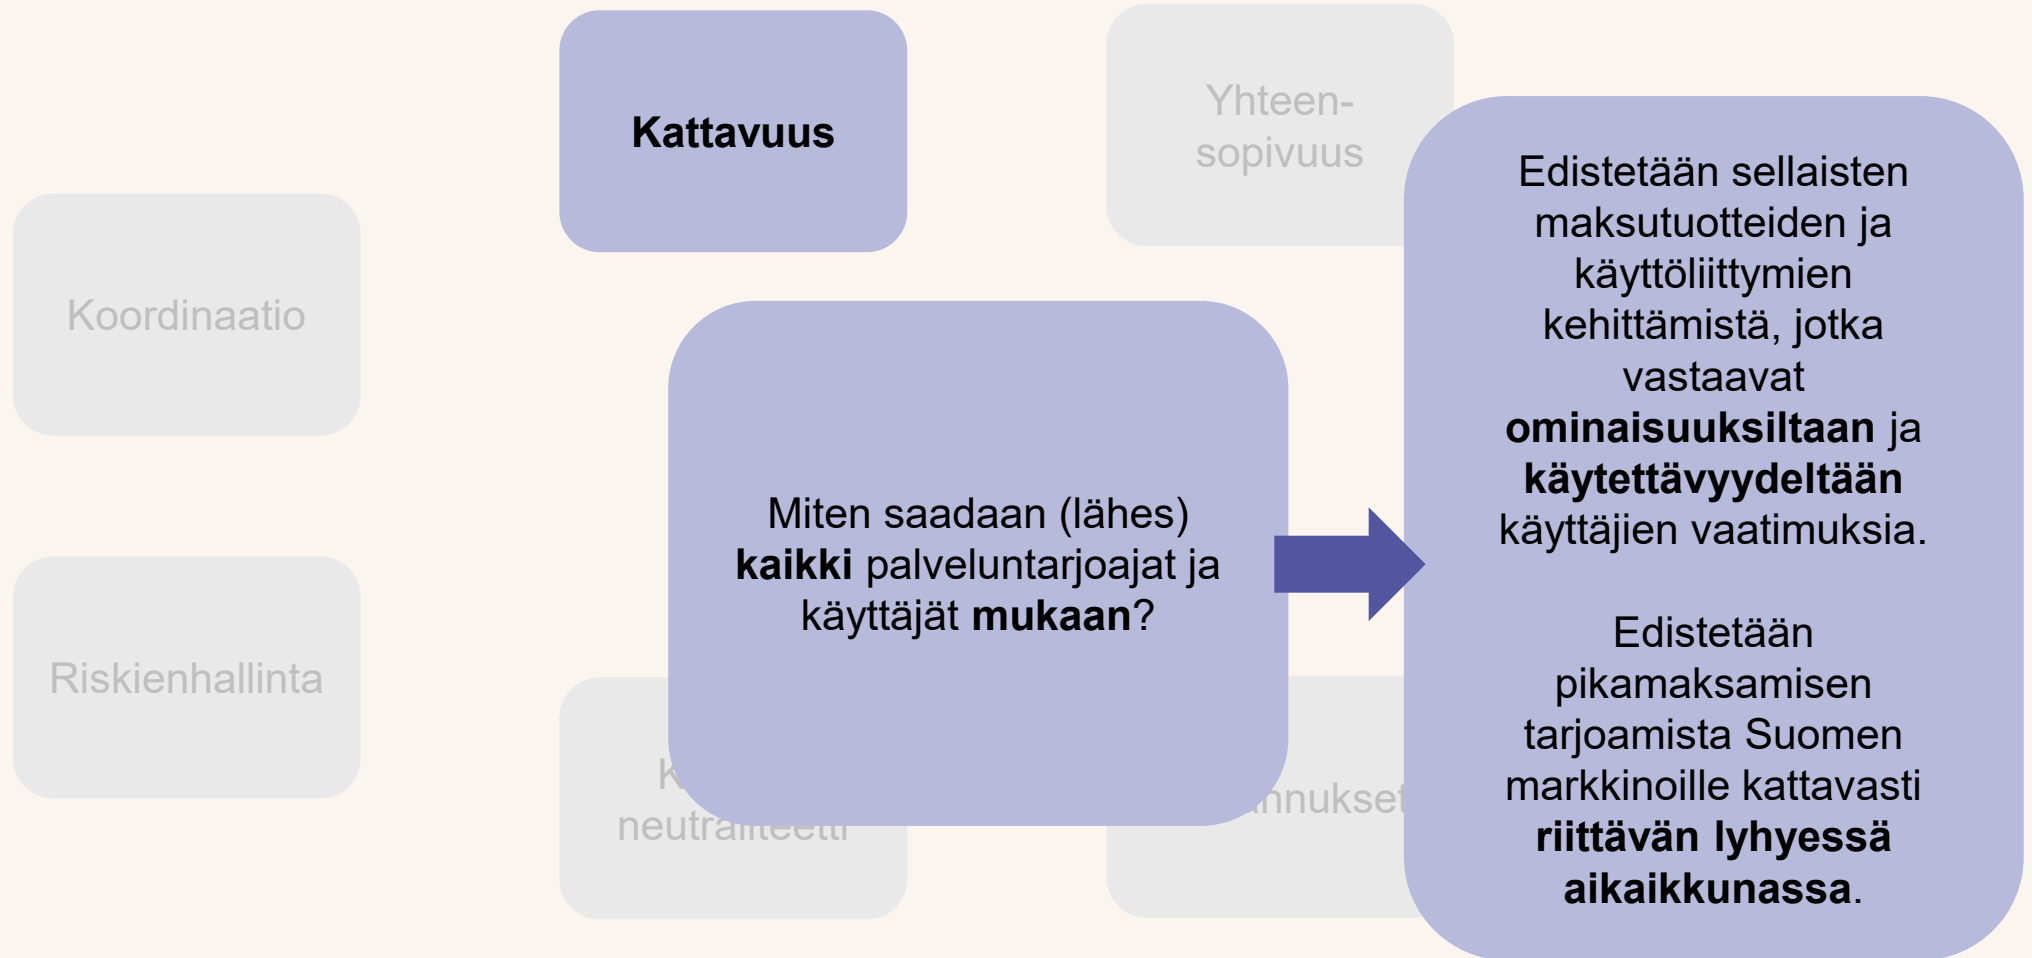 Kattavuus
Yhteen-
sopivuus
Koordinaatio
Riskienhallinta
neutraliteetti
Miten saadaan (lähes)
kaikki palveluntarjoajat ja
käyttäjät mukaan?
Edistetään sellaisten
maksutuotteiden ja
käyttöliittymien
kehittämistä, jotka
vastaavat
ominaisuuksiltaan ja
käytettävyydeltään
käyttäjien vaatimuksia.
Edistetään
pikamaksamisen
tarjoamista Suomen
markkinoille kattavasti
riittävän lyhyessä
aikaikkunassa.